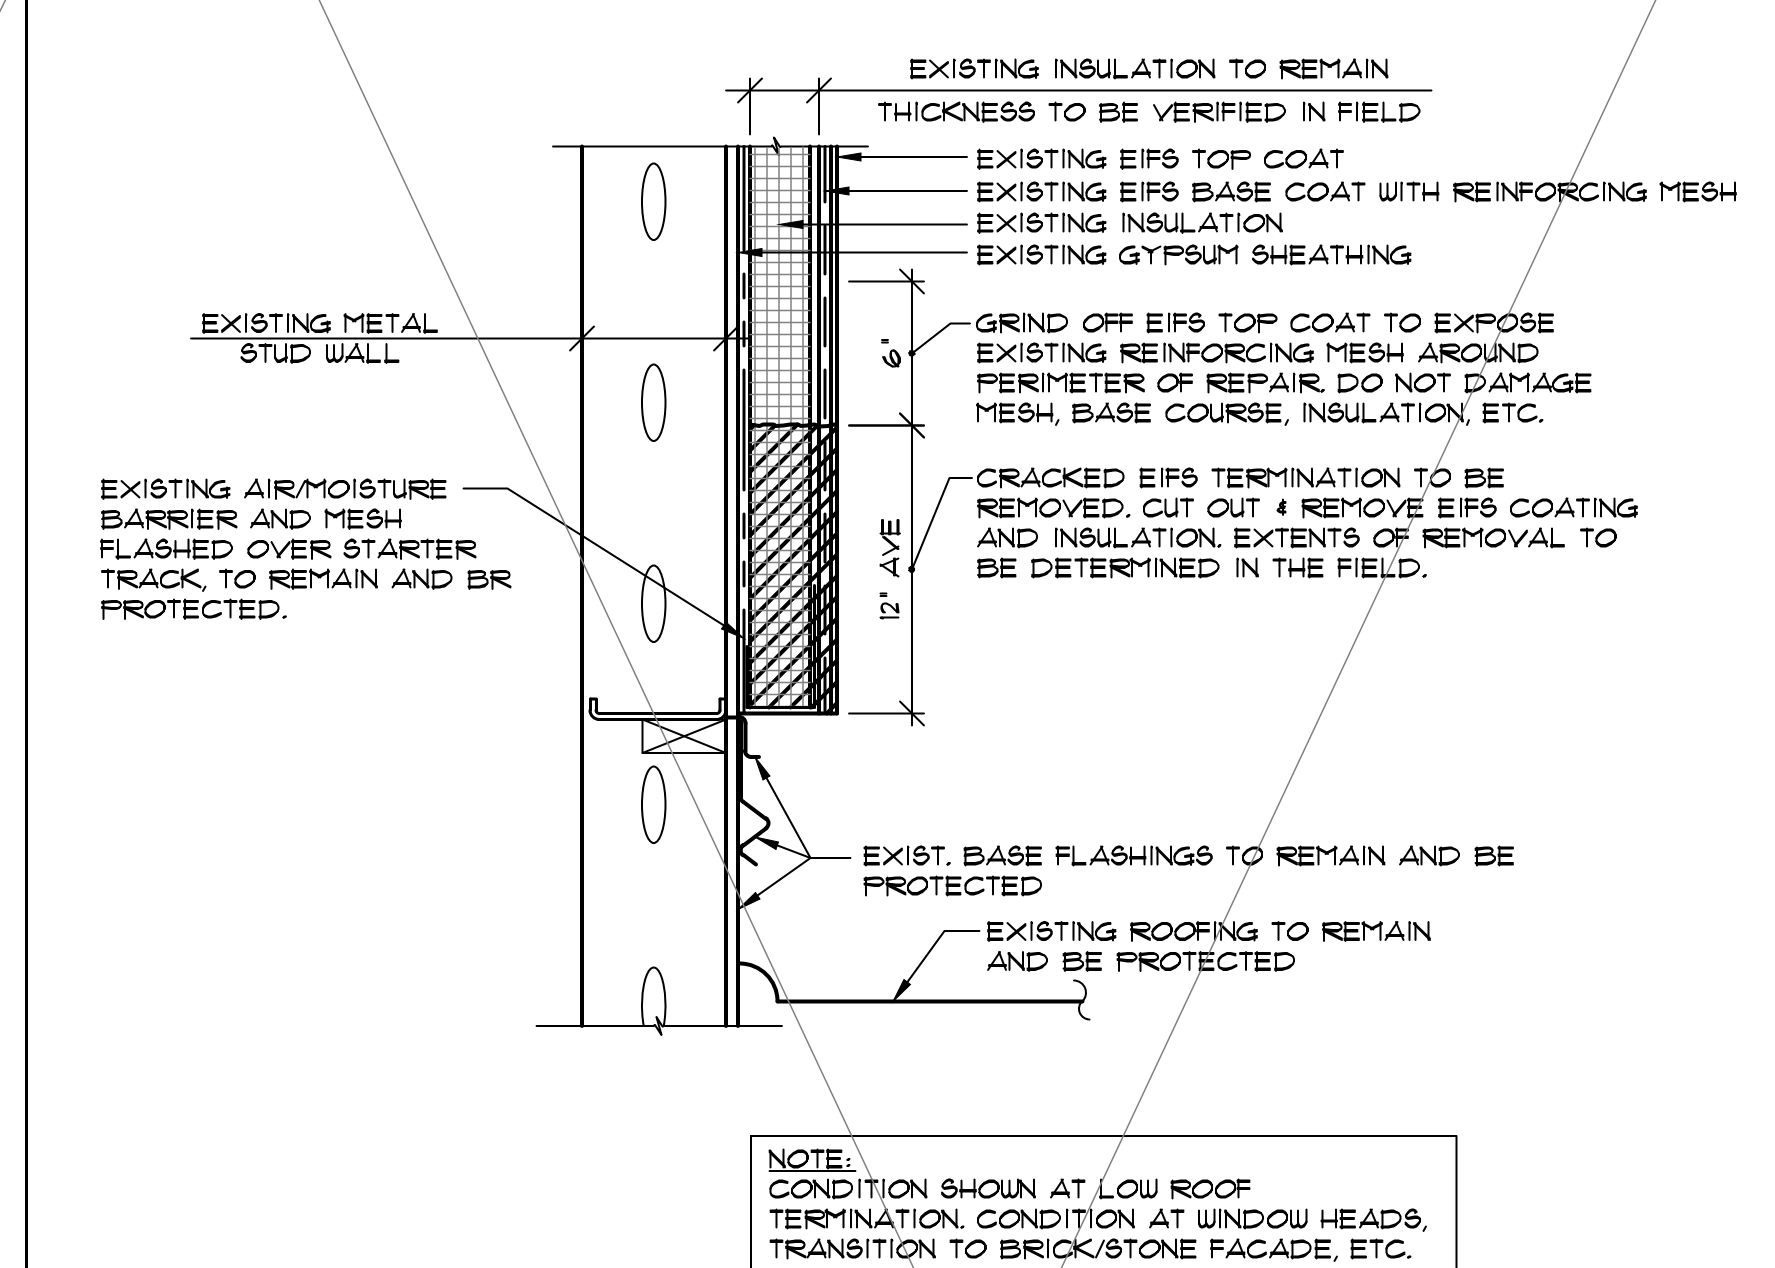 EXISTING INSULATION TO REMAIN
THICKNESS TO BE VERIFIED IN FIELD
EXISTING EIFS TOP COAT
EXISTING EIFS BASE COAT WITH REINFORCING MESH
EXISTING INSULATION
EXISTING GYPSUM SHEATHING
EXISTING METAL
STUD WALL
6"
GRIND OFF EIFS TOP COAT TO EXPOSE
EXISTING REINFORCING MESH AROUND
PERIMETER OF REPAIR. DO NOT DAMAGE
MESH, BASE COURSE, INSULATION, ETC.
EXISTING AIR/MOISTURE
BARRIER AND MESH
FLASHED OVER STARTER
TRACK, TO REMAIN AND BR
PROTECTED.
12" AVE
CRACKED EIFS TERMINATION TO BE
REMOVED. CUT OUT & REMOVE EIFS COATING
AND INSULATION. EXTENTS OF REMOVAL TO
BE DETERMINED IN THE FIELD.
EXIST. BASE FLASHINGS TO REMAIN AND BE
PROTECTED
EXISTING ROOFING TO REMAIN
AND BE PROTECTED
NOTE:
CONDITION SHOWN AT LOW ROOF
TERMINATION. CONDITION AT WINDOW HEADS,
TRANSITION TO BRICK/STONE FACADE, ETC.